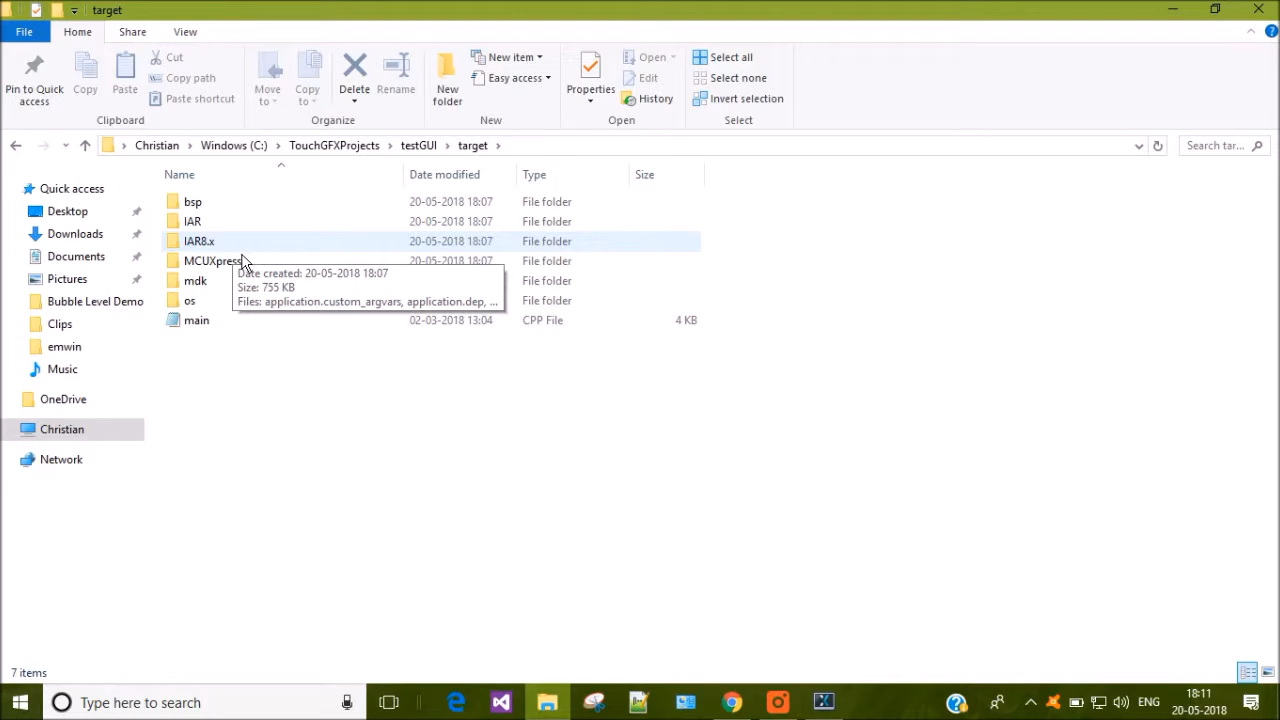 target
File Home Share View
Pin to Quick access
Copy
Paste
Cut
Copy path
Paste shortcut
Move to
Copy to
Delete
Rename
New folder
New item
Easy access
Properties
Open
Edit
History
Select all
Select none
Invert selection
Clipboard Organize New Open Select
Christian Windows (C:) TouchGFXProjects testGUI target
Search tar...
Name Date modified Type Size
Quick access
Desktop
Downloads
Documents
Pictures
Bubble Level Demo
Clips
emwin
Music
OneDrive
Christian
Network
bsp 20-05-2018 18:07 File folder
IAR 20-05-2018 18:07 File folder
IAR8.x 20-05-2018 18:07 File folder
MCUXpress 20-05-2018 18:07 File folder
mdk File folder
os File folder
main 02-03-2018 13:04 CPP File 4 KB
Date created: 20-05-2018 18:07
Size: 755 KB
Files: application.custom_argvars, application.dep, ...
7 items
Type here to search
ENG
18:11
20-05-2018